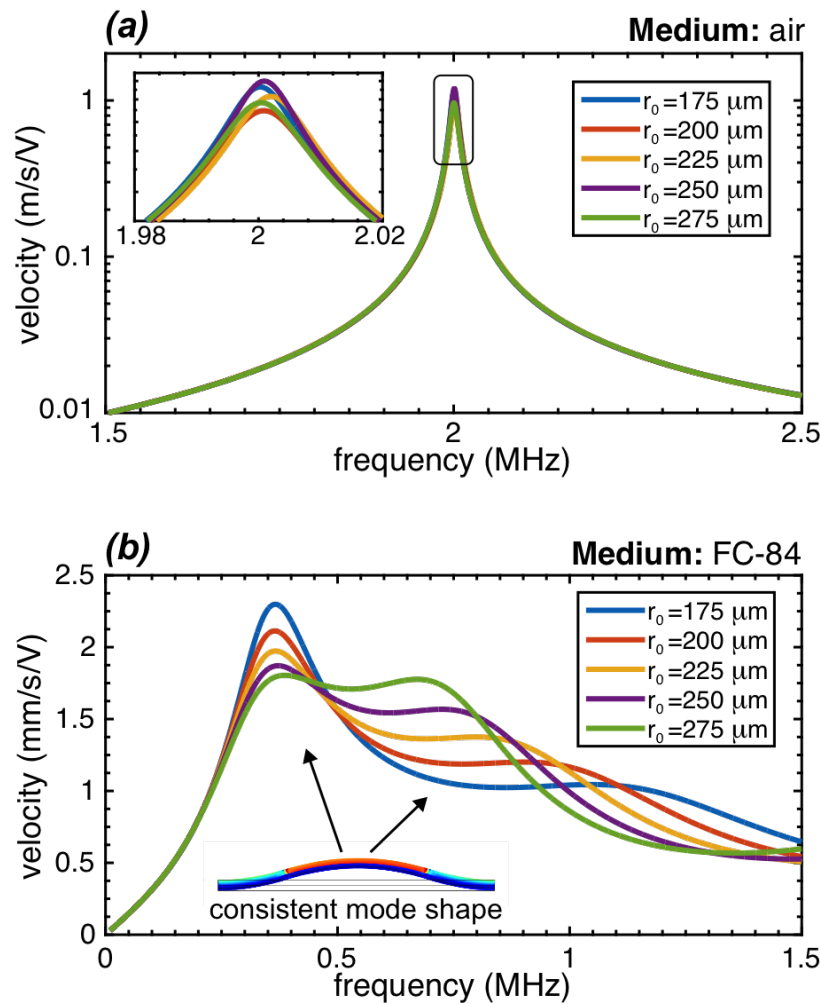 (a)
Medium: air
1
0.1
0.01
velocity (m/s/V)
1.98
2
2.02
r₀=175 μm
r₀=200 μm
r₀=225 μm
r₀=250 μm
r₀=275 μm
1.5
2
2.5
frequency (MHz)
(b)
Medium: FC-84
2.5
2
1.5
1
0.5
0
velocity (mm/s/V)
r₀=175 μm
r₀=200 μm
r₀=225 μm
r₀=250 μm
r₀=275 μm
consistent mode shape
0
0.5
1
1.5
frequency (MHz)